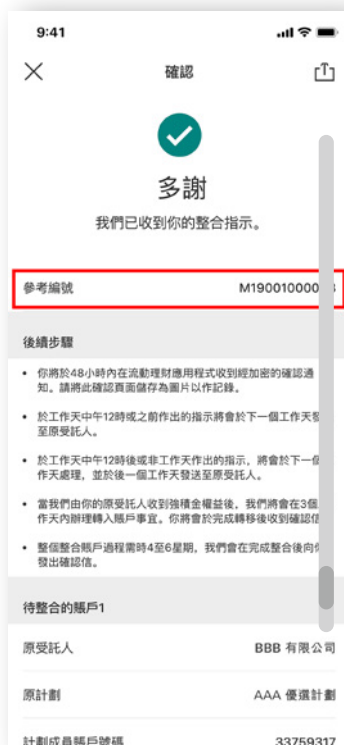 9:41
確認
多謝
我們已收到你的整合指示。
參考編號 M19001000
後續步驟
• 你將於48小時內在流動理財應用程式收到經加密的確認通
知。請將此確認頁面儲存為圖片以作記錄。
• 於工作天中午12時或之前作出的指示將會於下一個工作天發
至原受託人。
• 於工作天中午12時後或非工作天作出的指示，將會於下一個
作天處理，並於後一個工作天發送至原受託人。
• 當我們由你的原受託人收到強積金權益後，我們將會在3個
作天內辦理轉入賬戶事宜。你將會於完成轉移後收到確認信
• 整個整合賬戶過程需時4至6星期，我們會在完成整合後向你
發出確認信。
待整合的賬戶1
原受託人 BBB 有限公司
原計劃 AAA 優選計劃
計劃成員賬戶號碼 33759317